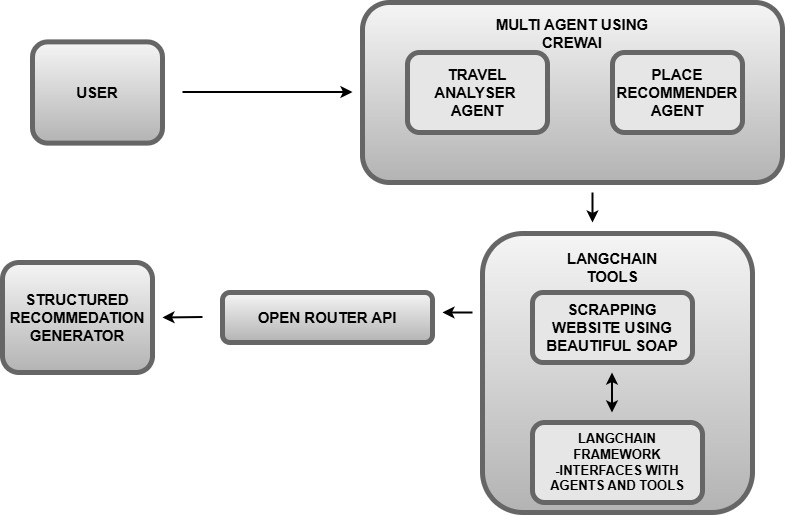 USER
MULTI AGENT USING
CREWAI
TRAVEL
ANALYSER
AGENT
PLACE
RECOMMENDER
AGENT
LANGCHAIN
TOOLS
SCRAPPING
WEBSITE USING
BEAUTIFUL SOAP
LANGCHAIN
FRAMEWORK
-INTERFACES WITH
AGENTS AND TOOLS
OPEN ROUTER API
STRUCTURED
RECOMMEDATION
GENERATOR